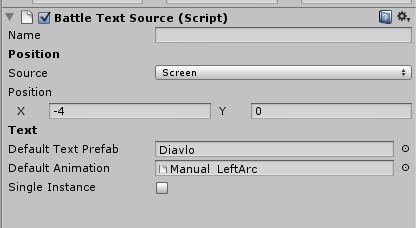 Battle Text Source (Script)
Name
Position
Source Screen
Position
X -4 Y 0
Text
Default Text Prefab Diavlo
Default Animation Manual_LeftArc
Single Instance